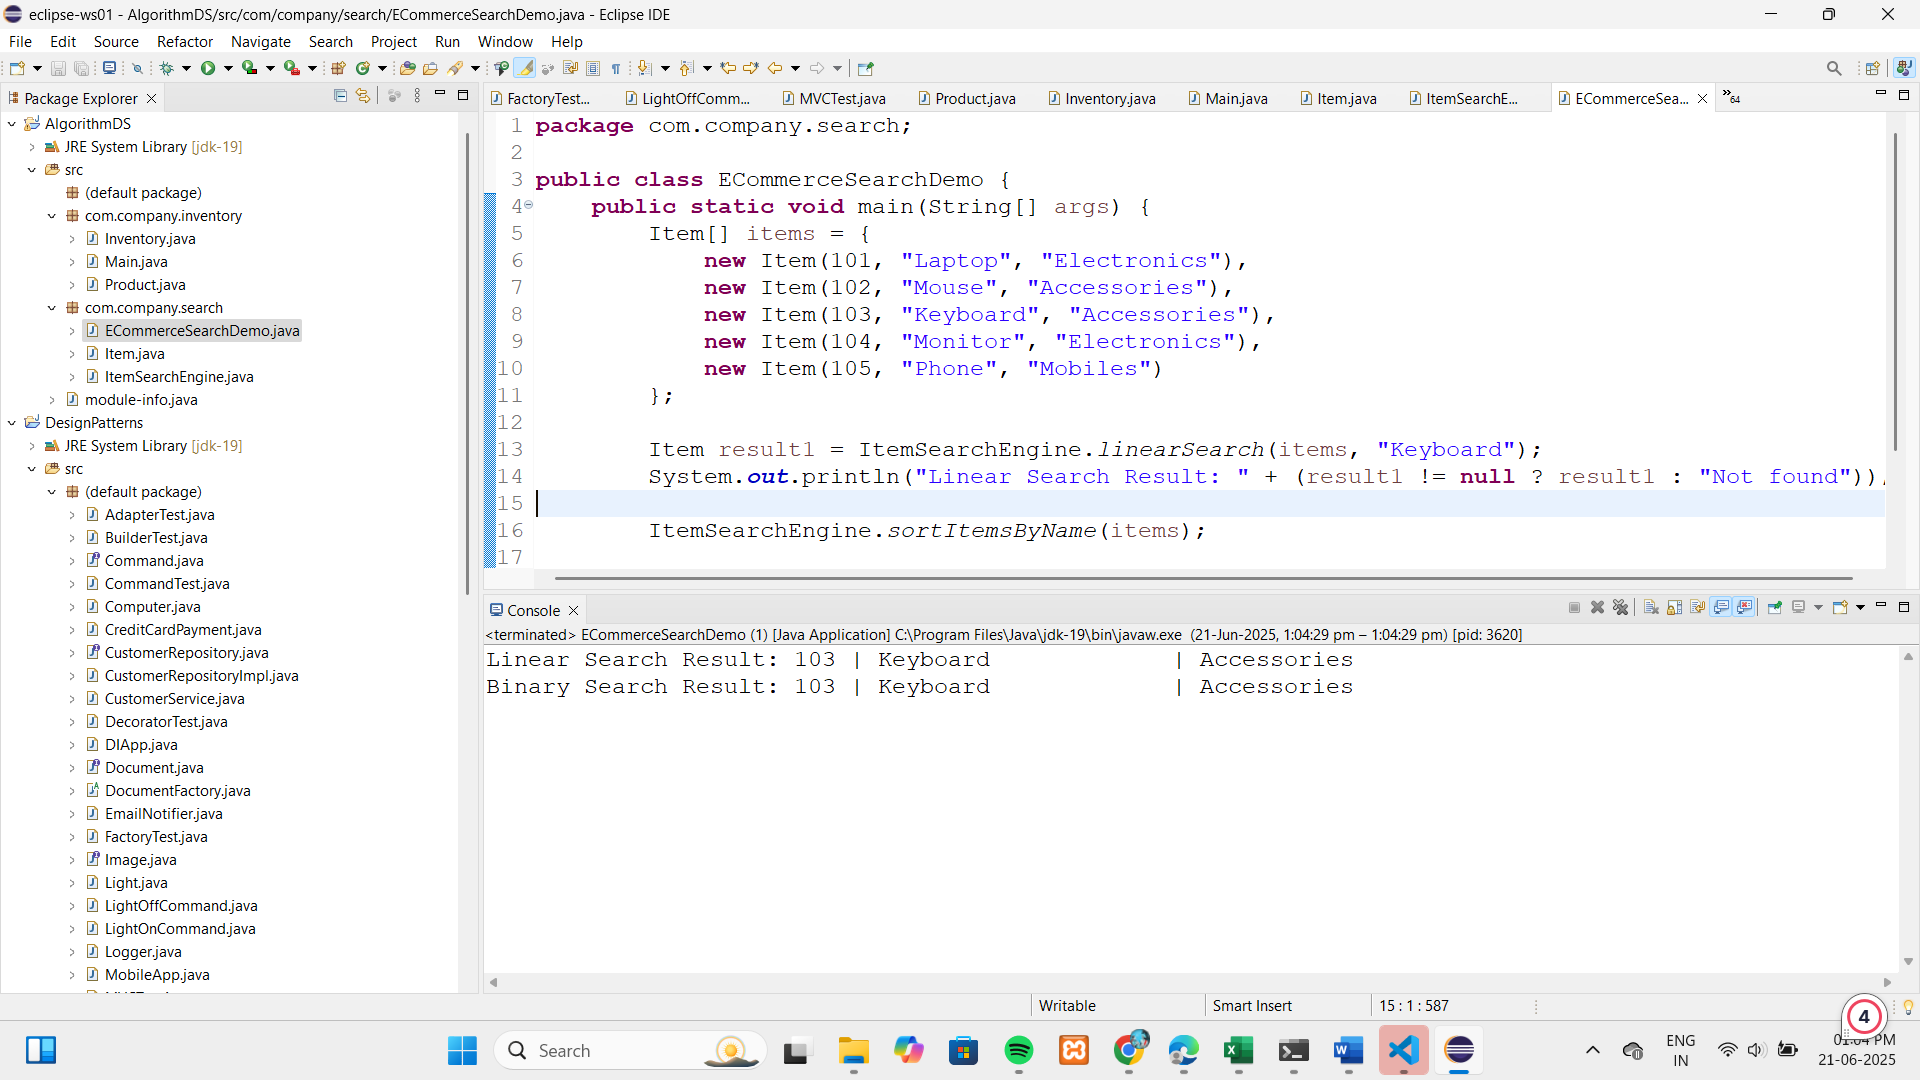 eclipse-ws01 - AlgorithmDS/src/com/company/search/ECommerceSearchDemo.java - Eclipse IDE
File Edit Source Refactor Navigate Search Project Run Window Help
Package Explorer
AlgorithmDS
JRE System Library [jdk-19]
src
(default package)
com.company.inventory
Inventory.java
Main.java
Product.java
com.company.search
ECommerceSearchDemo.java
Item.java
ItemSearchEngine.java
module-info.java
DesignPatterns
JRE System Library [jdk-19]
src
(default package)
AdapterTest.java
BuilderTest.java
Command.java
CommandTest.java
Computer.java
CreditCardPayment.java
CustomerRepository.java
CustomerRepositoryImpl.java
CustomerService.java
DecoratorTest.java
DIApp.java
Document.java
DocumentFactory.java
EmailNotifier.java
FactoryTest.java
Image.java
Light.java
LightOffCommand.java
LightOnCommand.java
Logger.java
MobileApp.java
FactoryTest... LightOffComm... MVCTest.java Product.java Inventory.java Main.java Item.java ItemSearchE... ECommerceSea... »64
1 package com.company.search;
2
3 public class ECommerceSearchDemo {
4 public static void main(String[] args) {
5 Item[] items = {
6 new Item(101, "Laptop", "Electronics"),
7 new Item(102, "Mouse", "Accessories"),
8 new Item(103, "Keyboard", "Accessories"),
9 new Item(104, "Monitor", "Electronics"),
10 new Item(105, "Phone", "Mobiles")
11 };
12
13 Item result1 = ItemSearchEngine.linearSearch(items, "Keyboard");
14 System.out.println("Linear Search Result: " + (result1 != null ? result1 : "Not found"));
15
16 ItemSearchEngine.sortItemsByName(items);
17
Console
<terminated> ECommerceSearchDemo (1) [Java Application] C:\Program Files\Java\jdk-19\bin\javaw.exe (21-Jun-2025, 1:04:29 pm – 1:04:29 pm) [pid: 3620]
Linear Search Result: 103 | Keyboard | Accessories
Binary Search Result: 103 | Keyboard | Accessories
Writable Smart Insert 15 : 1 : 587
4
Search
ENG
IN
01:04 PM
21-06-2025